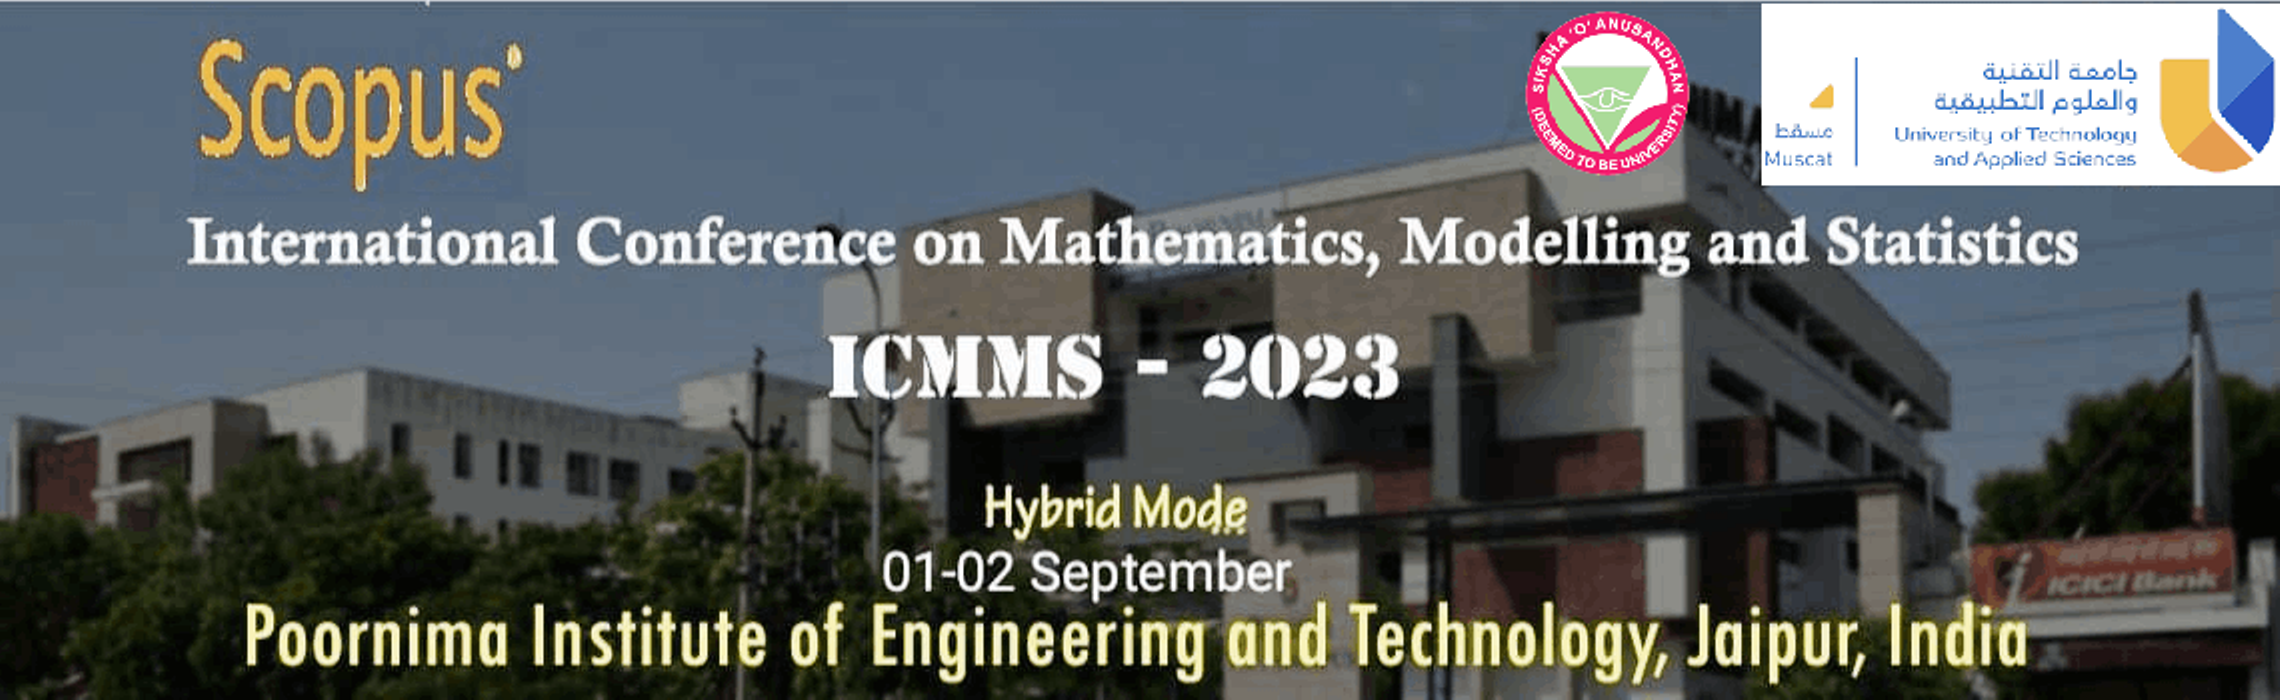 Scopus®
SIKSHA 'O' ANUSANDHAN
(DEEMED TO BE UNIVERSITY)
جامعة التقنية
والعلوم التطبيقية
University of Technology
and Applied Sciences
مسقط
Muscat
International Conference on Mathematics, Modelling and Statistics
ICMMS - 2023
Hybrid Mode
01-02 September
ICICI Bank
Poornima Institute of Engineering and Technology, Jaipur, India